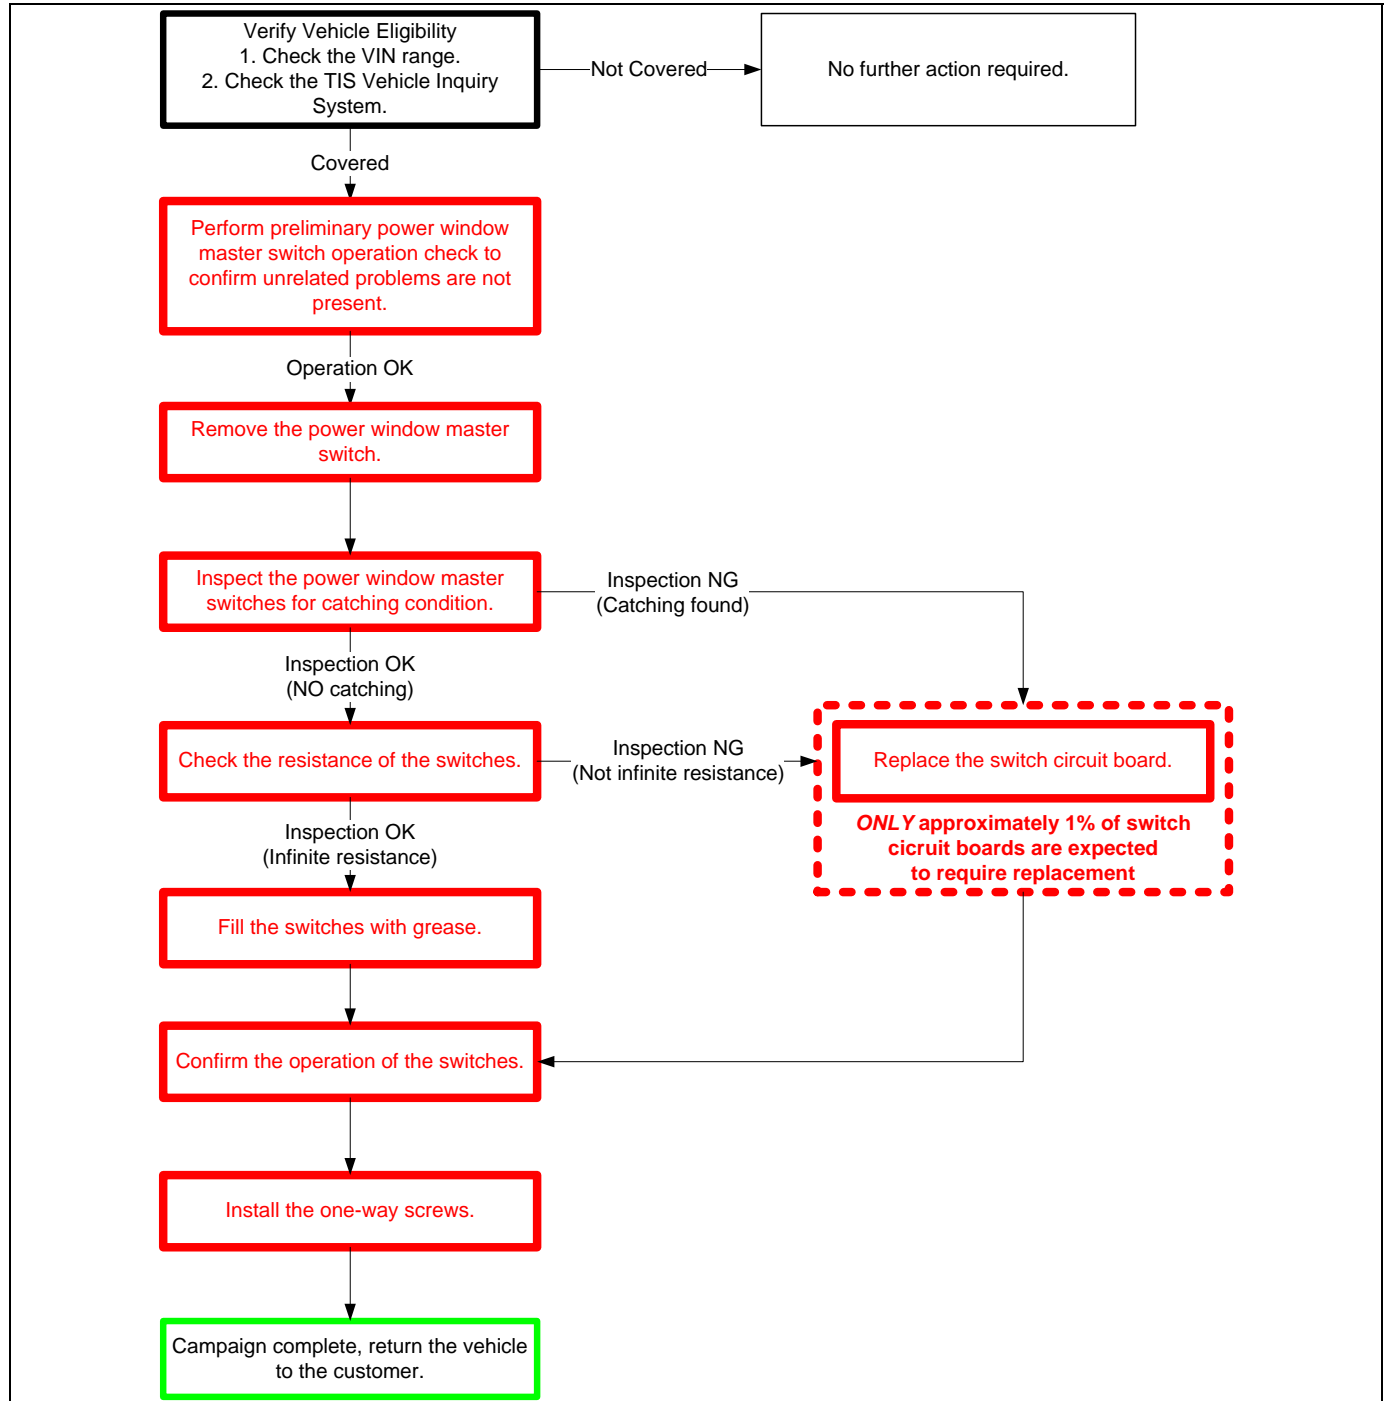 Verify Vehicle Eligibility
1. Check the VIN range.
2. Check the TIS Vehicle Inquiry
System.
Not Covered
No further action required.
Covered
Perform preliminary power window
master switch operation check to
confirm unrelated problems are not
present.
Operation OK
Remove the power window master
switch.
Inspect the power window master
switches for catching condition.
Inspection NG
(Catching found)
Inspection OK
(NO catching)
Check the resistance of the switches.
Inspection NG
(Not infinite resistance)
Replace the switch circuit board.
ONLY approximately 1% of switch
cicruit boards are expected
to require replacement
Inspection OK
(Infinite resistance)
Fill the switches with grease.
Confirm the operation of the switches.
Install the one-way screws.
Campaign complete, return the vehicle
to the customer.